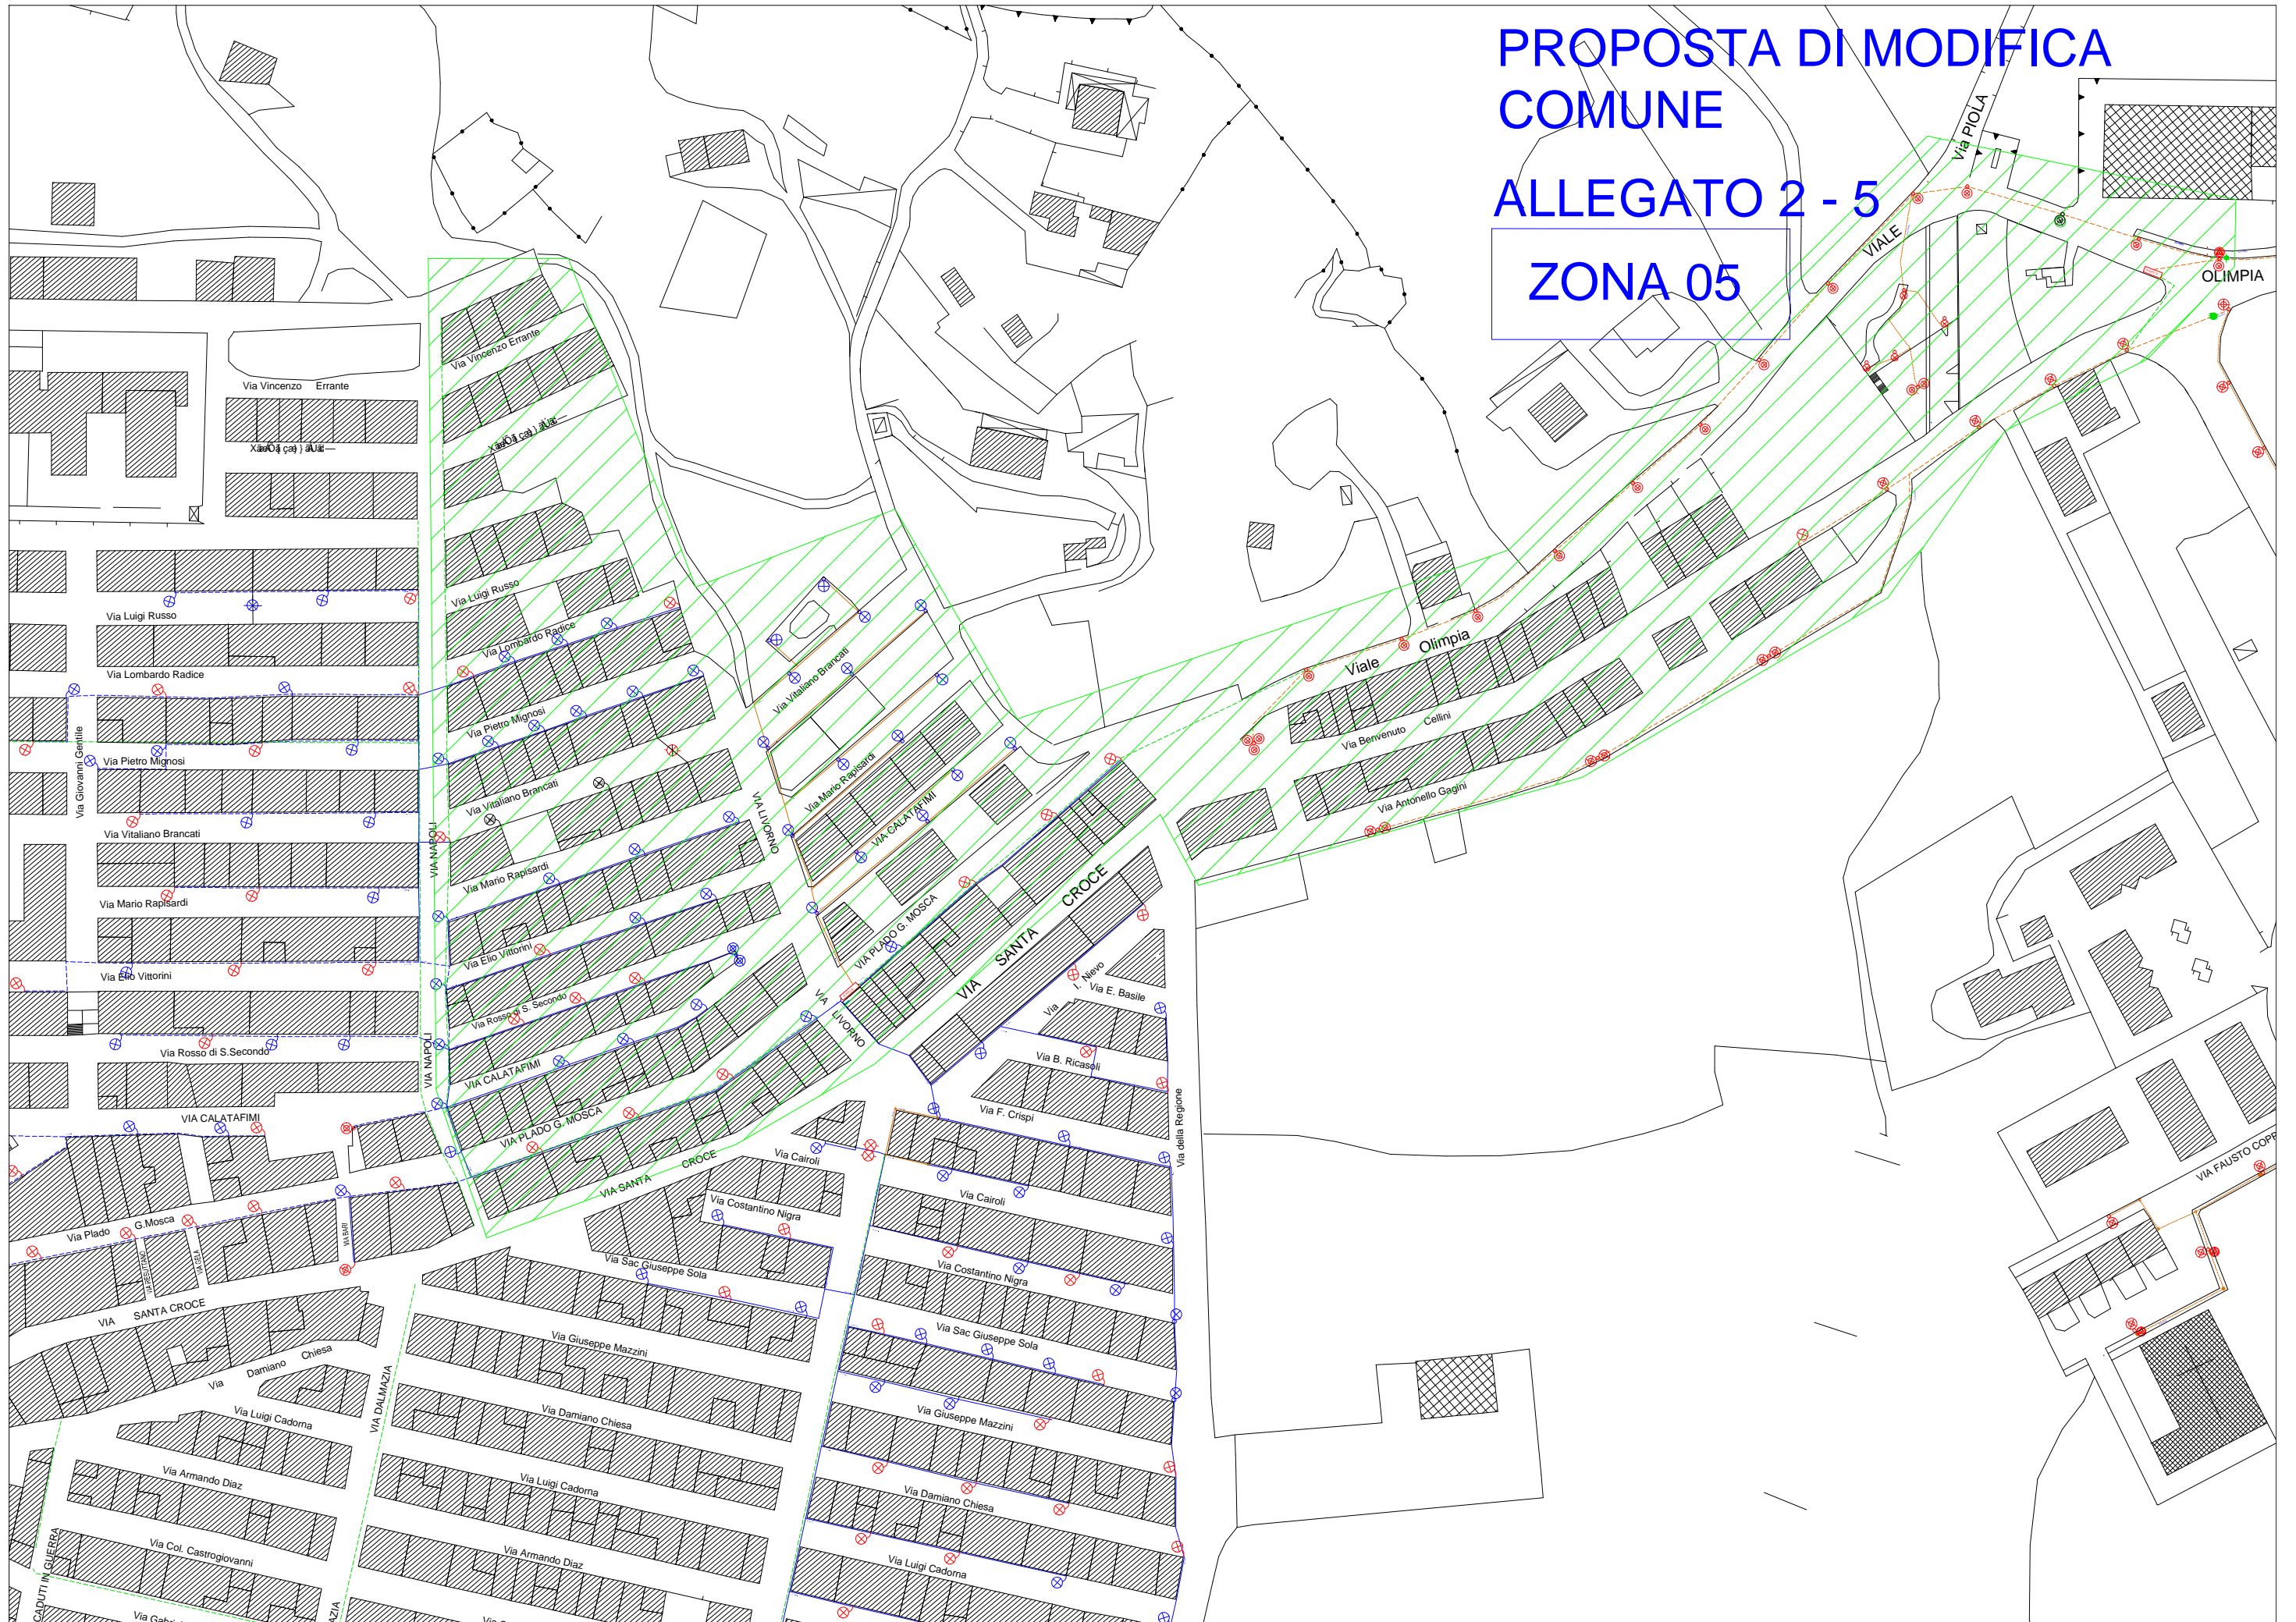 PROPOSTA DI MODIFICA
COMUNE
ALLEGATO 2 - 5
ZONA 05
Via PIOLA
VIALE
OLIMPIA
Via Vincenzo Errante
Via Vincenzo Errante
Via Luigi Russo
Via Luigi Russo
Via Lombardo Radice
Via Lombardo Radice
Via Giovanni Gentile
Via Pietro Mignosi
Via Pietro Mignosi
Via Vitaliano Brancati
Via Vitaliano Brancati
Via Vitaliano Brancati
VIA NAPOLI
VIA LIVORNO
Via Mario Rapisardi
Via Mario Rapisardi
Via Mario Rapisardi
VIA CALATAFIMI
Viale Olimpia
Via Benvenuto Cellini
Via Antonello Gagini
Via Elio Vittorini
Via Elio Vittorini
VIA PLADO G. MOSCA
VIA SANTA CROCE
Via I. Nievo
Via E. Basile
Via Rosso di S.Secondo
Via Rosso di S. Secondo
VIA NAPOLI
VIA LIVORNO
VIA CALATAFIMI
VIA CALATAFIMI
Via B. Ricasoli
Via F. Crispi
Via della Regione
VIA PLADO G. MOSCA
VIA SANTA CROCE
Via Cairoli
Via Cairoli
Via Costantino Nigra
Via Costantino Nigra
Via Plado G.Mosca
VIA BARI
VIA SANTA CROCE
Via Sac Giuseppe Sola
Via Sac Giuseppe Sola
VIA FAUSTO COPP
Via Damiano Chiesa
VIA DALMAZIA
Via Giuseppe Mazzini
Via Giuseppe Mazzini
Via Luigi Cadorna
Via Damiano Chiesa
Via Damiano Chiesa
Via Armando Diaz
Via Luigi Cadorna
Via Luigi Cadorna
Via Col. Castrogiovanni
Via Armando Diaz
CADUTI IN GUERRA
AZIA